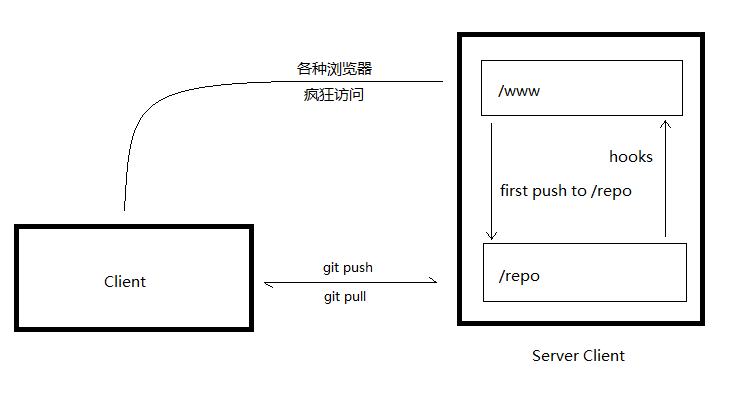 各种浏览器
疯狂访问
/www
hooks
first push to /repo
Client
git push
git pull
/repo
Server Client